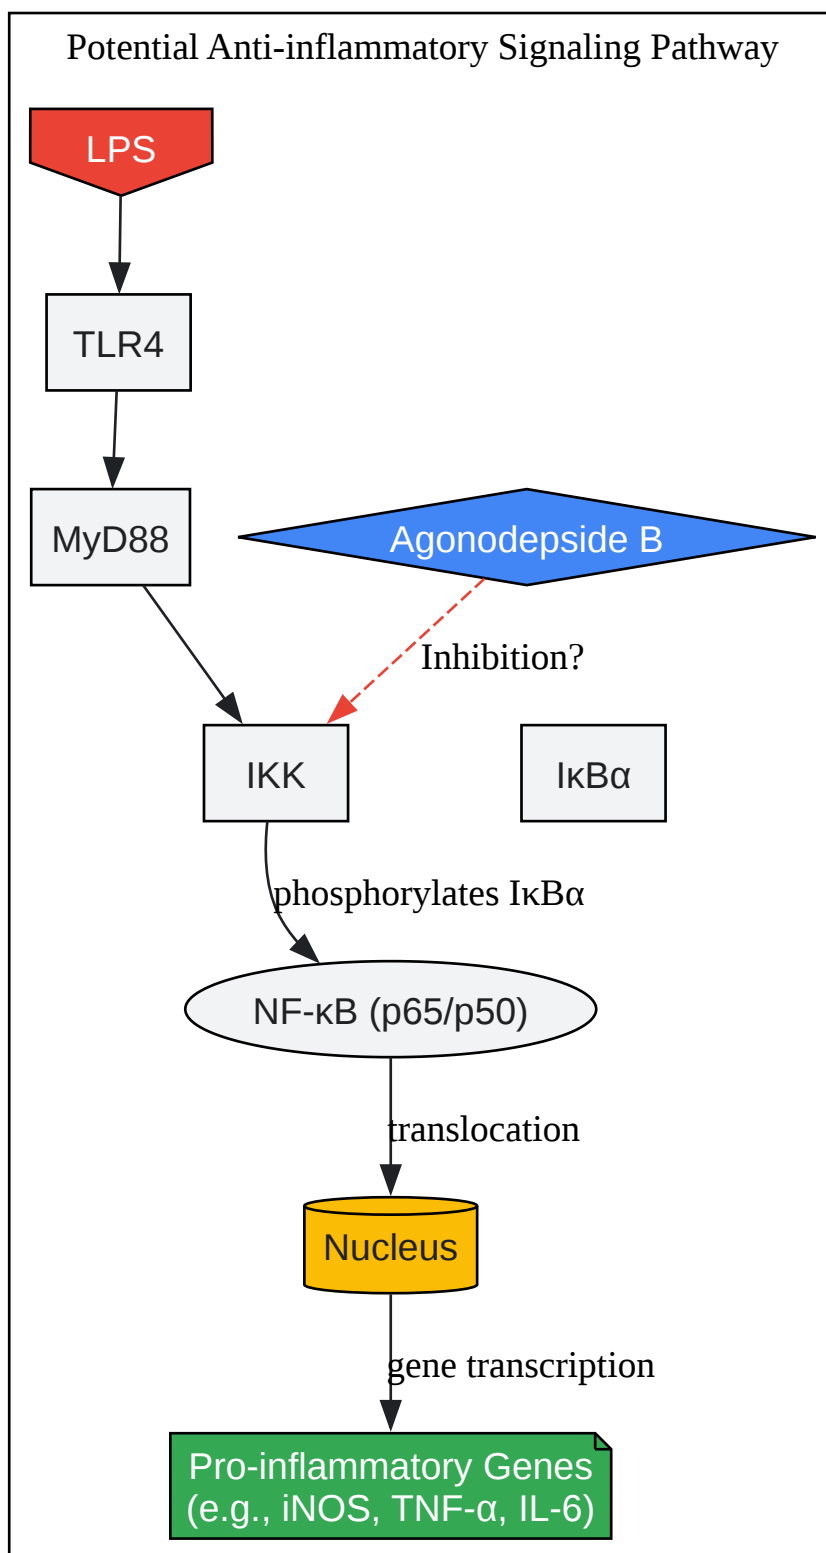 Potential Anti-inflammatory Signaling Pathway
LPS
TLR4
MyD88
Agonodepside B
Inhibition?
IKK
IκBα
phosphorylates IκBα
NF-κB (p65/p50)
translocation
Nucleus
gene transcription
Pro-inflammatory Genes
(e.g., iNOS, TNF-α, IL-6)